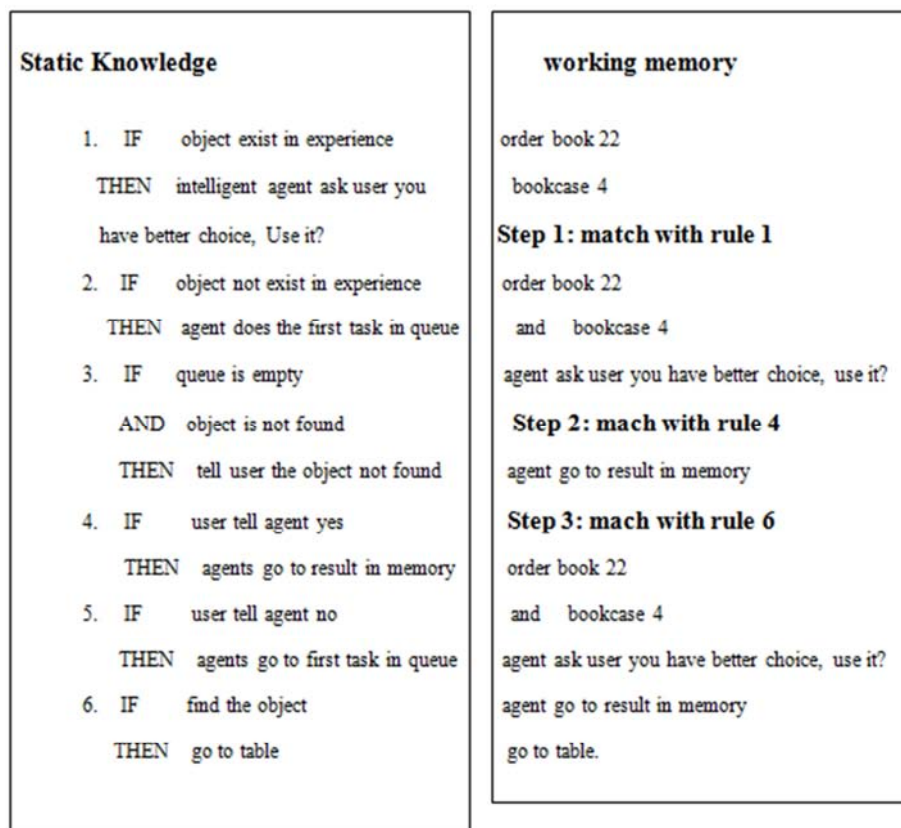 Static Knowledge
1. IF object exist in experience
THEN intelligent agent ask user you
have better choice, Use it?
2. IF object not exist in experience
THEN agent does the first task in queue
3. IF queue is empty
AND object is not found
THEN tell user the object not found
4. IF user tell agent yes
THEN agents go to result in memory
5. IF user tell agent no
THEN agents go to first task in queue
6. IF find the object
THEN go to table
working memory
order book 22
bookcase 4
Step 1: match with rule 1
order book 22
and bookcase 4
agent ask user you have better choice, use it?
Step 2: mach with rule 4
agent go to result in memory
Step 3: mach with rule 6
order book 22
and bookcase 4
agent ask user you have better choice, use it?
agent go to result in memory
go to table.